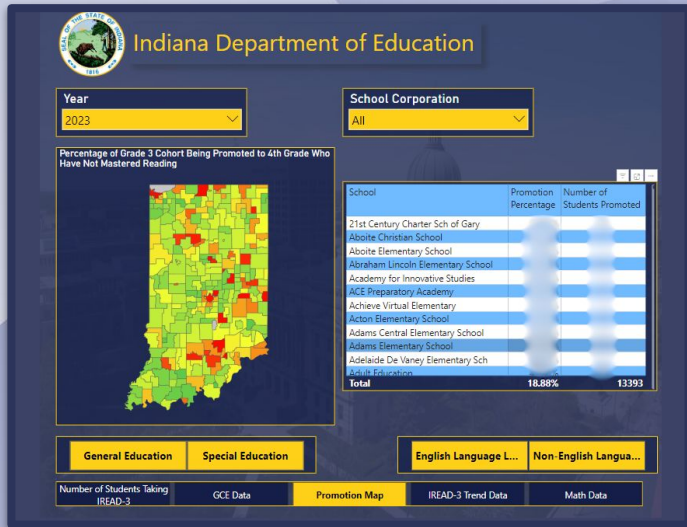 SEAL OF THE STATE OF INDIANA
1816
Indiana Department of Education
Year
2023
School Corporation
All
Percentage of Grade 3 Cohort Being Promoted to 4th Grade Who
Have Not Mastered Reading
School
Promotion
Percentage
Number of
Students Promoted
21st Century Charter Sch of Gary
Aboite Christian School
Aboite Elementary School
Abraham Lincoln Elementary School
Academy for Innovative Studies
ACE Preparatory Academy
Achieve Virtual Elementary
Acton Elementary School
Adams Central Elementary School
Adams Elementary School
Adelaide De Vaney Elementary Sch
Adult Education
Total 18.88% 13393
General Education
Special Education
English Language L...
Non-English Langua...
Number of Students Taking
IREAD-3
GCE Data
Promotion Map
IREAD-3 Trend Data
Math Data